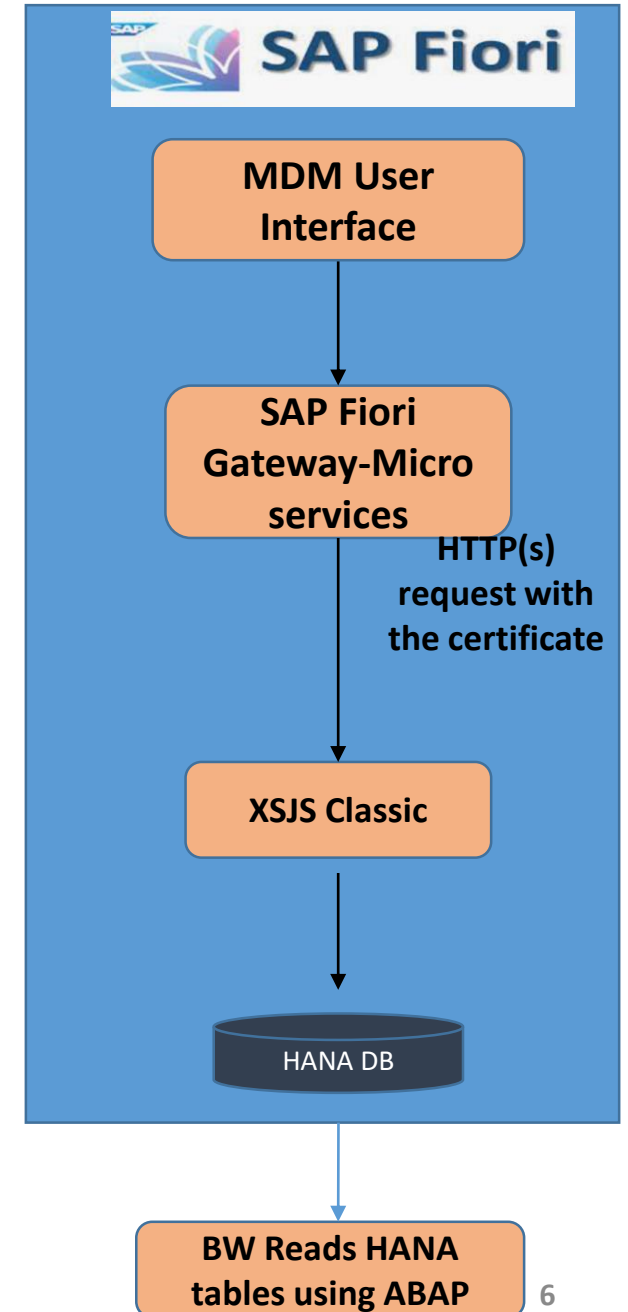 SAP
SAP Fiori
MDM User
Interface
SAP Fiori
Gateway-Micro
services
HTTP(s)
request with
the certificate
XSJS Classic
HANA DB
BW Reads HANA
tables using ABAP
6